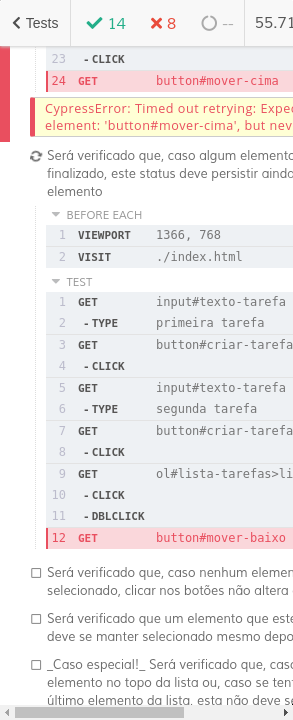 Tests 14 8 -- 55.71
23 - CLICK
24 GET button#mover-cima
CypressError: Timed out retrying: Expec
element: 'button#mover-cima', but nev
Será verificado que, caso algum elemento
finalizado, este status deve persistir ainda
elemento
BEFORE EACH
1 VIEWPORT 1366, 768
2 VISIT ./index.html
TEST
1 GET input#texto-tarefa
2 - TYPE primeira tarefa
3 GET button#criar-tarefa
4 - CLICK
5 GET input#texto-tarefa
6 - TYPE segunda tarefa
7 GET button#criar-tarefa
8 - CLICK
9 GET ol#lista-tarefas>li
10 - CLICK
11 - DBLCLICK
12 GET button#mover-baixo
Será verificado que, caso nenhum elemen
selecionado, clicar nos botões não altera
Será verificado que um elemento que este
deve se manter selecionado mesmo depo
_Caso especial!_ Será verificado que, caso
elemento no topo da lista ou, caso se ten
último elemento da lista, esta não deve s